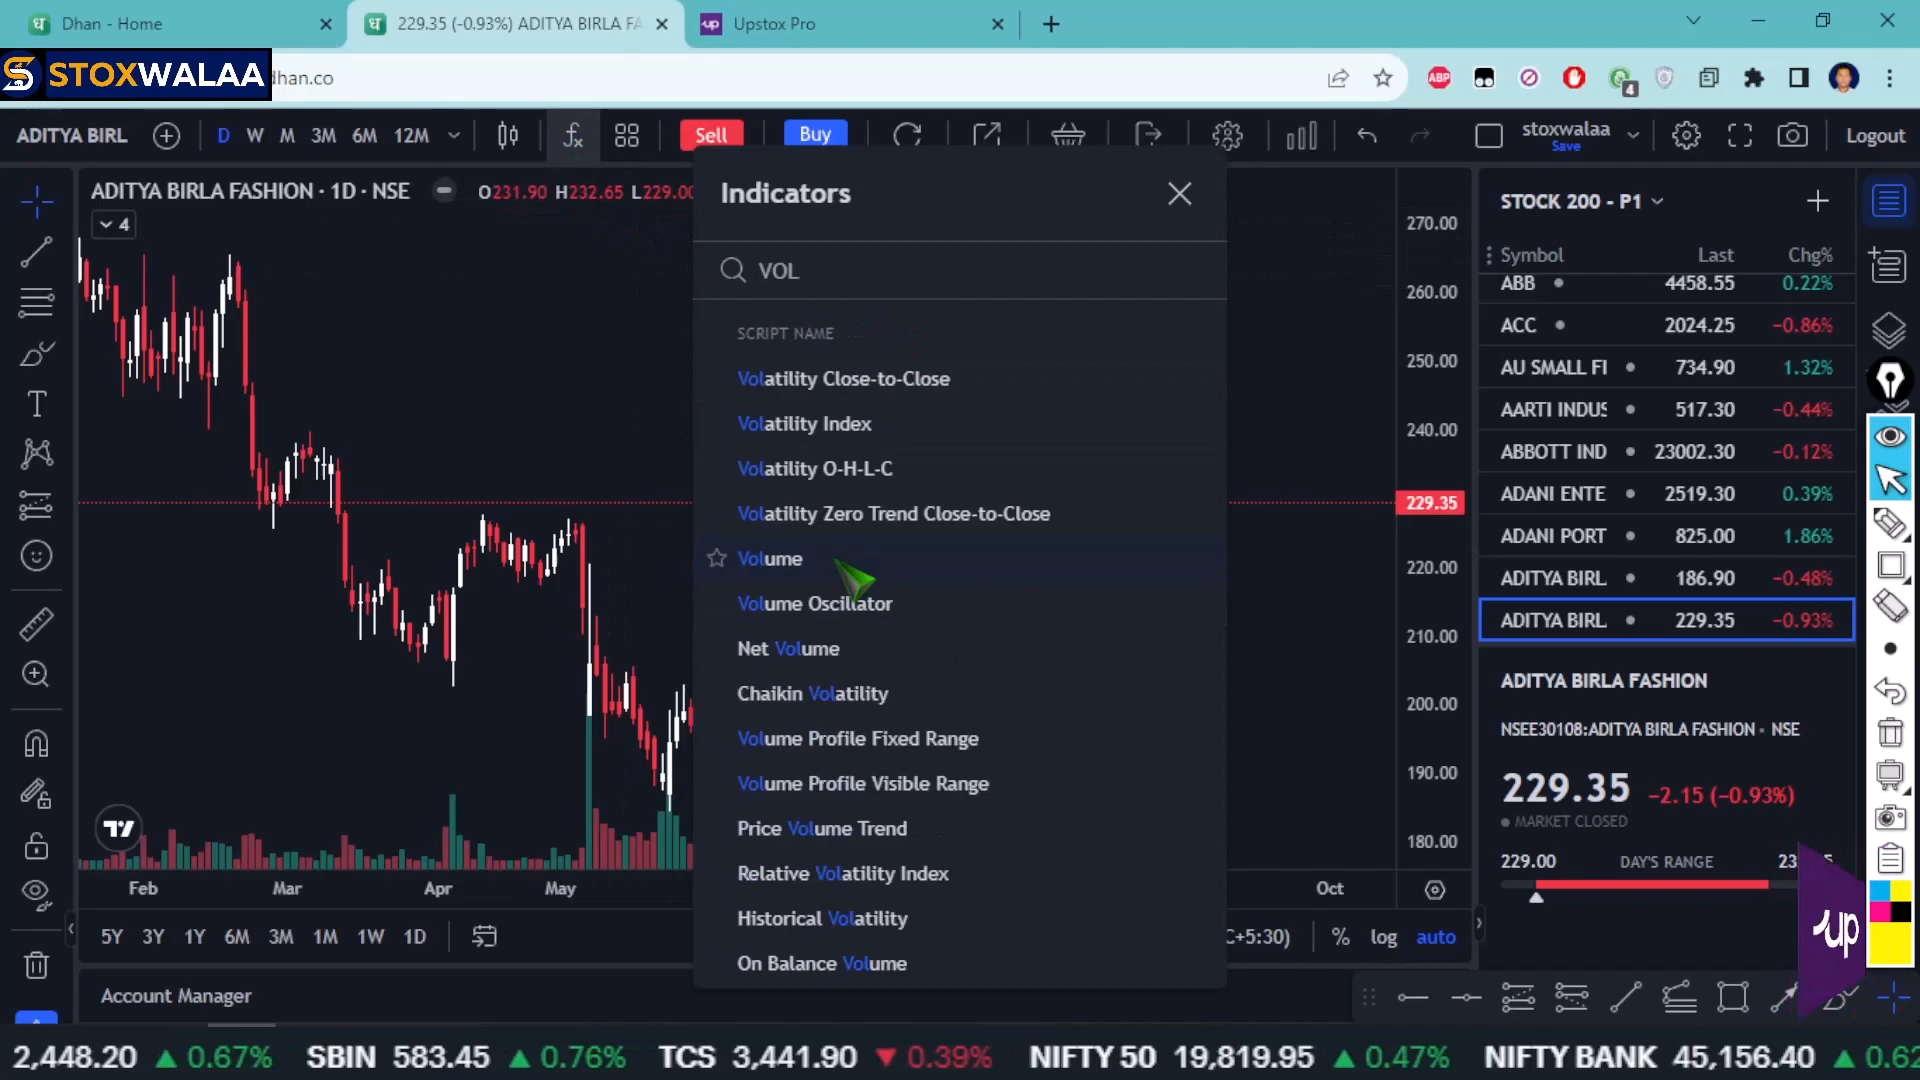 Dhan - Home
229.35 (-0.93%) ADITYA BIRLA FA
up Upstox Pro
STOXWALAA
dhan.co
ABP
4
ADITYA BIRL
D W M 3M 6M 12M
Sell
Buy
stoxwalaa
Save
Logout
ADITYA BIRLA FASHION · 1D · NSE
O231.90 H232.65 L229.00
4
Indicators
VOL
SCRIPT NAME
Volatility Close-to-Close
Volatility Index
Volatility O-H-L-C
Volatility Zero Trend Close-to-Close
Volume
Volume Oscillator
Net Volume
Chaikin Volatility
Volume Profile Fixed Range
Volume Profile Visible Range
Price Volume Trend
Relative Volatility Index
Historical Volatility
On Balance Volume
270.00
260.00
250.00
240.00
229.35
220.00
210.00
200.00
190.00
180.00
Feb Mar Apr May Oct
5Y 3Y 1Y 6M 3M 1M 1W 1D
C+5:30) % log auto
Account Manager
STOCK 200 - P1
Symbol Last Chg%
ABB 4458.55 0.22%
ACC 2024.25 −0.86%
AU SMALL FI 734.90 1.32%
AARTI INDUS 517.30 −0.44%
ABBOTT IND 23002.30 −0.12%
ADANI ENTE 2519.30 0.39%
ADANI PORT 825.00 1.86%
ADITYA BIRL 186.90 −0.48%
ADITYA BIRL 229.35 −0.93%
ADITYA BIRLA FASHION
NSEE30108:ADITYA BIRLA FASHION · NSE
229.35 −2.15 (−0.93%)
MARKET CLOSED
229.00 DAY'S RANGE
up
2,448.20 ▲ 0.67% SBIN 583.45 ▲ 0.76% TCS 3,441.90 ▼ 0.39% NIFTY 50 19,819.95 ▲ 0.47% NIFTY BANK 45,156.40 ▲ 0.62